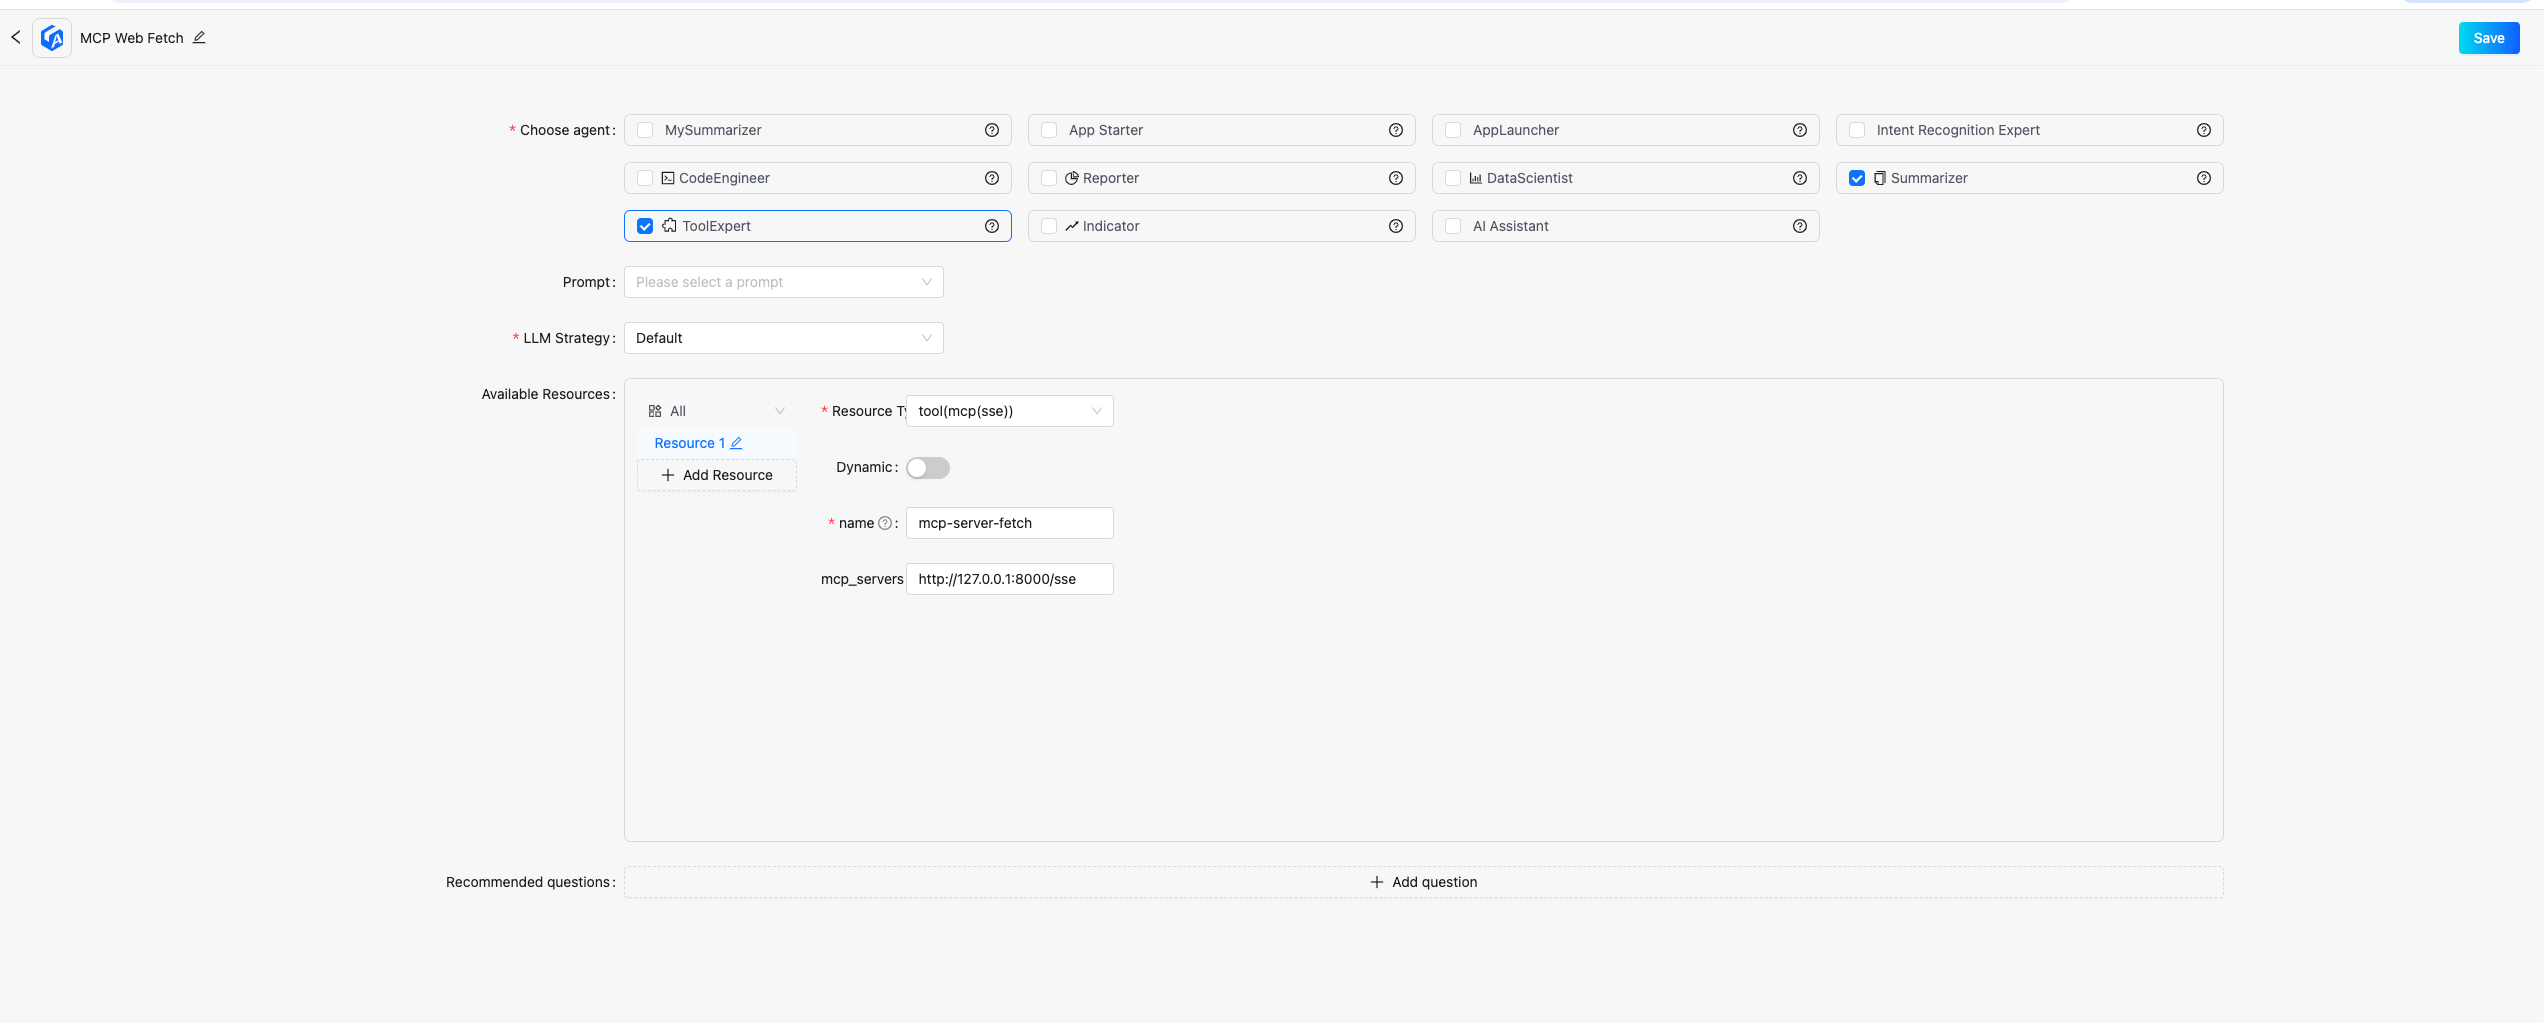 MCP Web Fetch
Save
* Choose agent:
MySummarizer
App Starter
AppLauncher
Intent Recognition Expert
CodeEngineer
Reporter
DataScientist
Summarizer
ToolExpert
Indicator
AI Assistant
Prompt:
Please select a prompt
* LLM Strategy:
Default
Available Resources:
All
Resource 1
+ Add Resource
* Resource Ty
tool(mcp(sse))
Dynamic:
* name:
mcp-server-fetch
mcp_servers
http://127.0.0.1:8000/sse
Recommended questions:
+ Add question